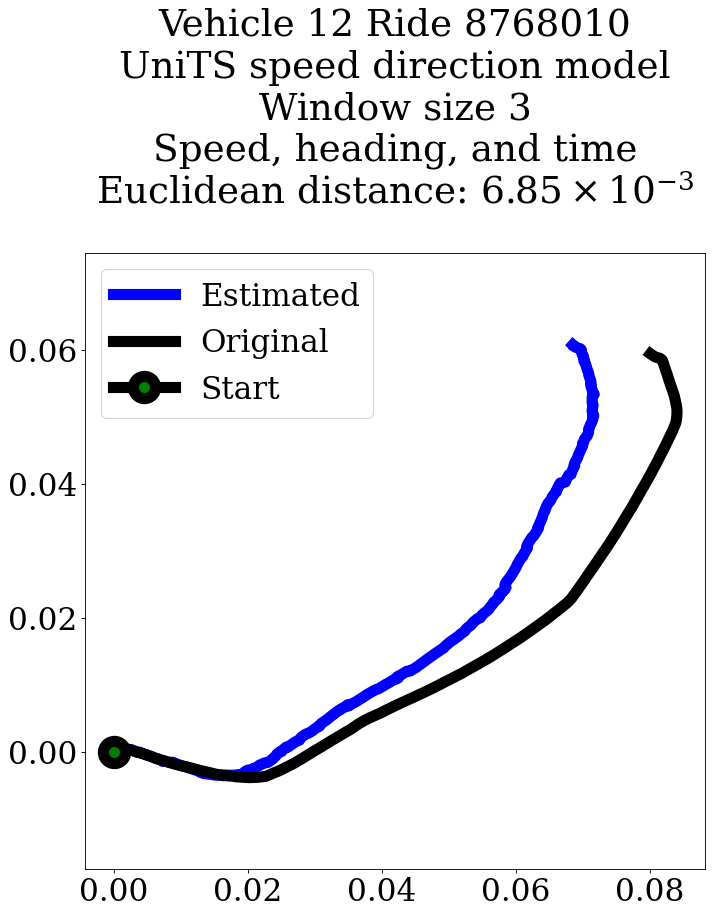 Vehicle 12 Ride 8768010
UniTS speed direction model
Window size 3
Speed, heading, and time
Euclidean distance: 6.85 × 10⁻³
Estimated
Original
Start
0.06
0.04
0.02
0.00
0.00 0.02 0.04 0.06 0.08